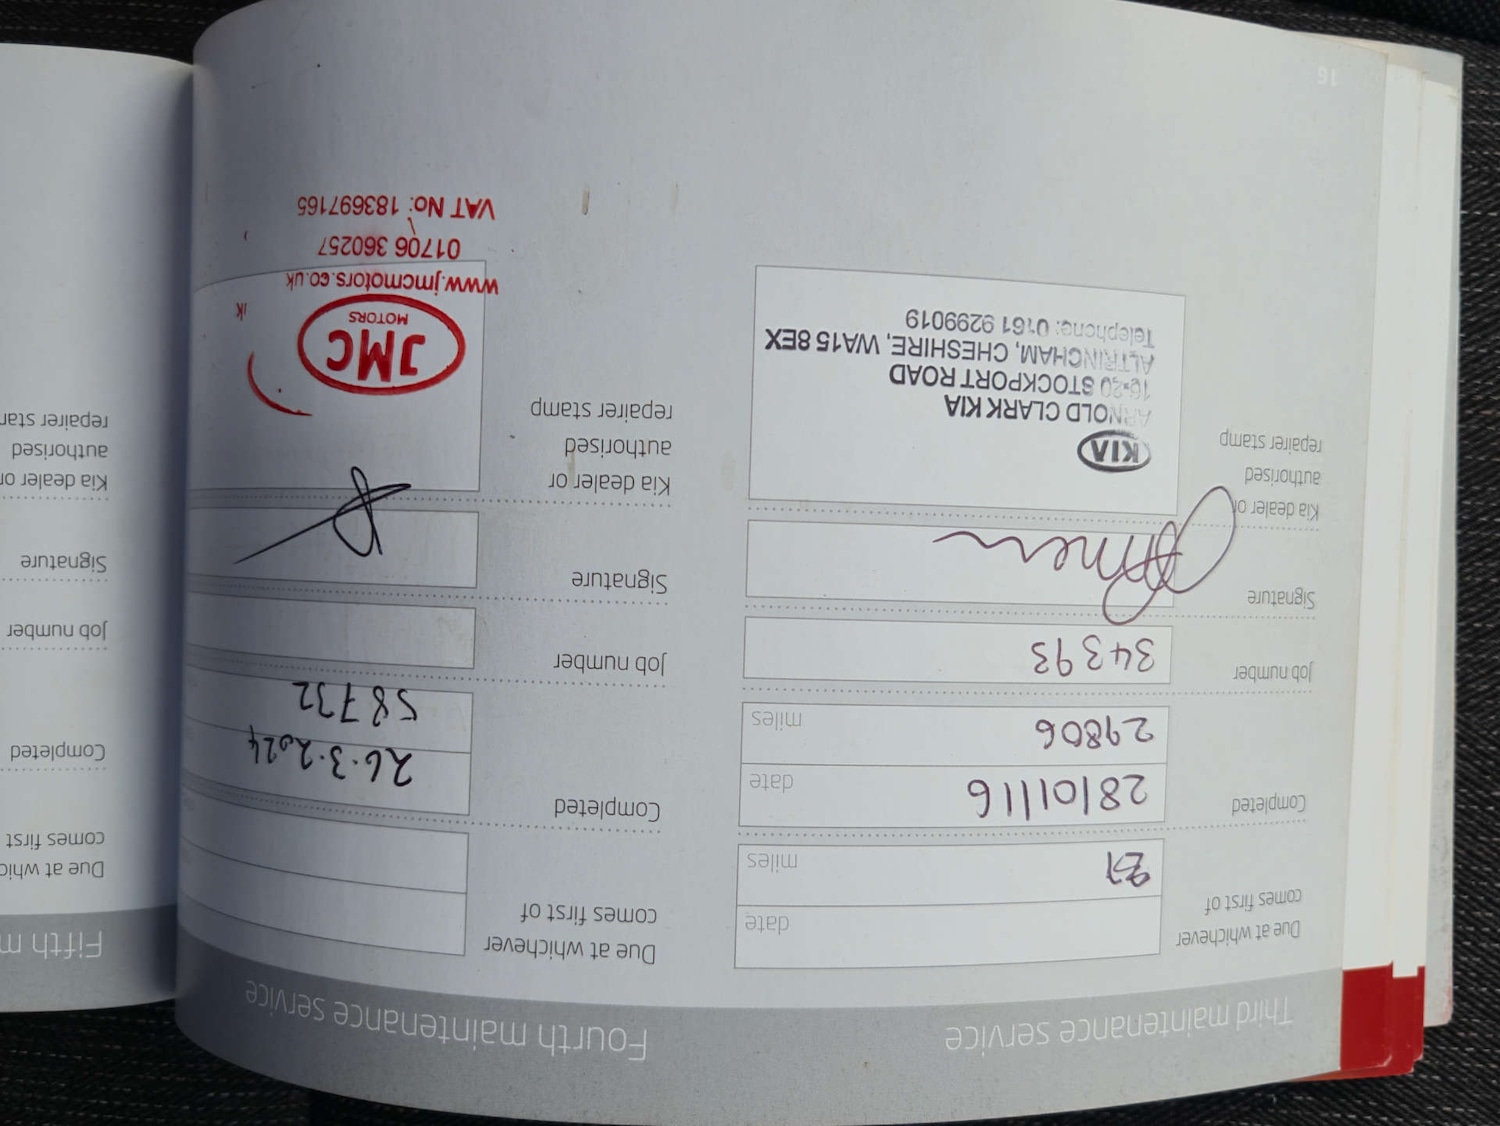 Third maintenance service
Due at whichever
comes first of
date
miles
Completed
28/01/16
date
29806
miles
Job number
34393
Signature
Kia dealer or
authorised
repairer stamp
KIA
ARNOLD CLARK KIA
16-20 STOCKPORT ROAD
ALTRINCHAM, CHESHIRE, WA15 8EX
Telephone: 0161 9299019
16
Fourth maintenance service
Due at whichever
comes first of
Completed
26.3.2024
58732
Job number
Signature
Kia dealer or
authorised
repairer stamp
JMC
MOTORS
www.jmcmotors.co.uk
01706 360257
VAT No: 183697165
Fifth m
Due at which
comes first
Completed
Job number
Signature
Kia dealer or
authorised
repairer star